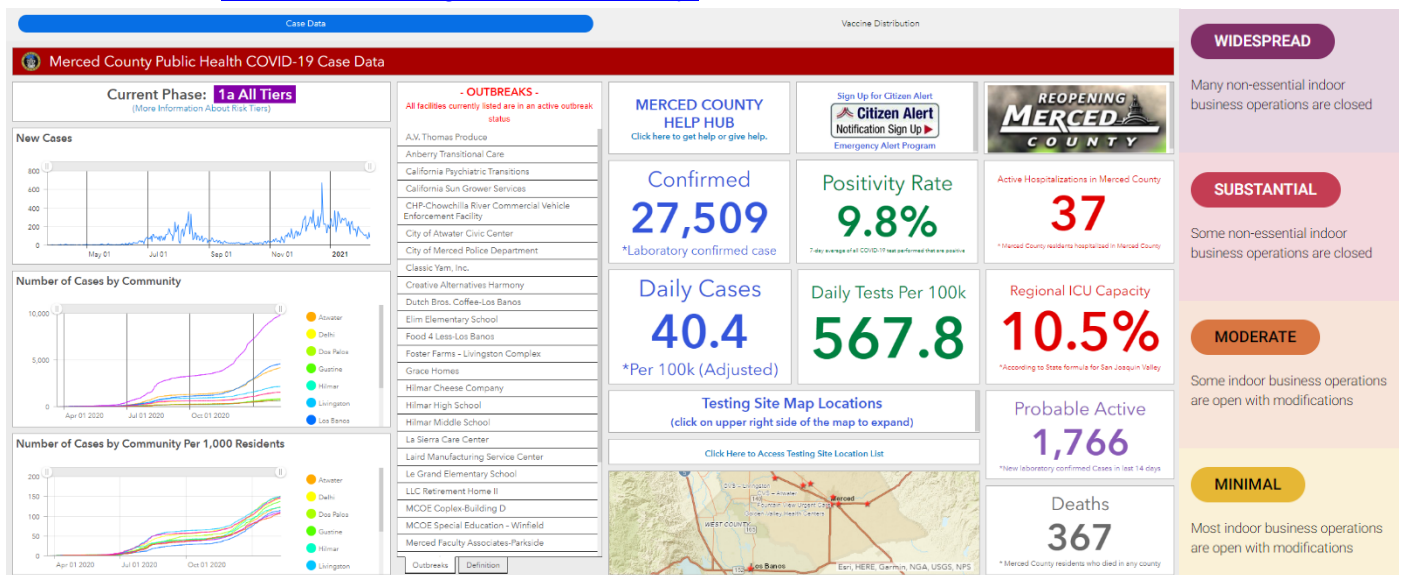 Case Data
Vaccine Distribution
Merced County Public Health COVID-19 Case Data
Current Phase: 1a All Tiers
(More Information About Risk Tiers)
New Cases
800
600
400
200
0
May 01
Jul 01
Sep 01
Nov 01
2021
Number of Cases by Community
10,000
5,000
0
Apr 01 2020
Jul 01 2020
Oct 01 2020
Atwater
Delhi
Dos Palos
Gustine
Hilmar
Livingston
Los Banos
Number of Cases by Community Per 1,000 Residents
200
150
100
50
0
Apr 01 2020
Jul 01 2020
Oct 01 2020
Atwater
Delhi
Dos Palos
Gustine
Hilmar
Livingston
- OUTBREAKS -
All facilities currently listed are in an active outbreak
status
A.V. Thomas Produce
Anberry Transitional Care
California Psychiatric Transitions
California Sun Grower Services
CHP-Chowchilla River Commercial Vehicle
Enforcement Facility
City of Atwater Civic Center
City of Merced Police Department
Classic Yam, Inc.
Creative Alternatives Harmony
Dutch Bros. Coffee-Los Banos
Elim Elementary School
Food 4 Less-Los Banos
Foster Farms – Livingston Complex
Grace Homes
Hilmar Cheese Company
Hilmar High School
Hilmar Middle School
La Sierra Care Center
Laird Manufacturing Service Center
Le Grand Elementary School
LLC Retirement Home II
MCOE Coplex-Building D
MCOE Special Education – Winfield
Merced Faculty Associates-Parkside
Outbreaks
Definition
MERCED COUNTY
HELP HUB
Click here to get help or give help.
Sign Up for Citizen Alert
Citizen Alert
Notification Sign Up
Emergency Alert Program
REOPENING
MERCED
COUNTY
Confirmed
27,509
*Laboratory confirmed case
Positivity Rate
9.8%
7-day average of all COVID-19 test performed that are positive
Active Hospitalizations in Merced County
37
* Merced County residents hospitalized in Merced County
Daily Cases
40.4
*Per 100k (Adjusted)
Daily Tests Per 100k
567.8
Regional ICU Capacity
10.5%
*According to State formula for San Joaquin Valley
Testing Site Map Locations
(click on upper right side of the map to expand)
Click Here to Access Testing Site Location List
CVS – Livingston
CVS – Atwater
140
Fountain View Urgent Care
Golden Valley Health Centers
Merced
WEST COUNTY
Los Banos
Esri, HERE, Garmin, NGA, USGS, NPS
Probable Active
1,766
*New laboratory confirmed Cases in last 14 days
Deaths
367
* Merced County residents who died in any county
WIDESPREAD
Many non-essential indoor
business operations are closed
SUBSTANTIAL
Some non-essential indoor
business operations are closed
MODERATE
Some indoor business operations
are open with modifications
MINIMAL
Most indoor business operations
are open with modifications